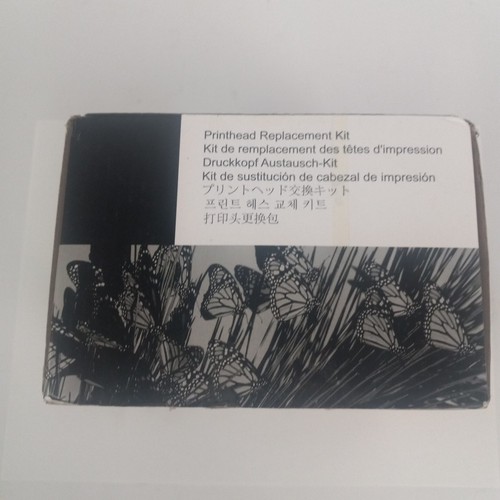 Printhead Replacement Kit
Kit de remplacement des têtes d'impression
Druckkopf Austausch-Kit
Kit de sustitución de cabezal de impresión
プリントヘッド交換キット
프린트 헤스 교체 키트
打印头更换包